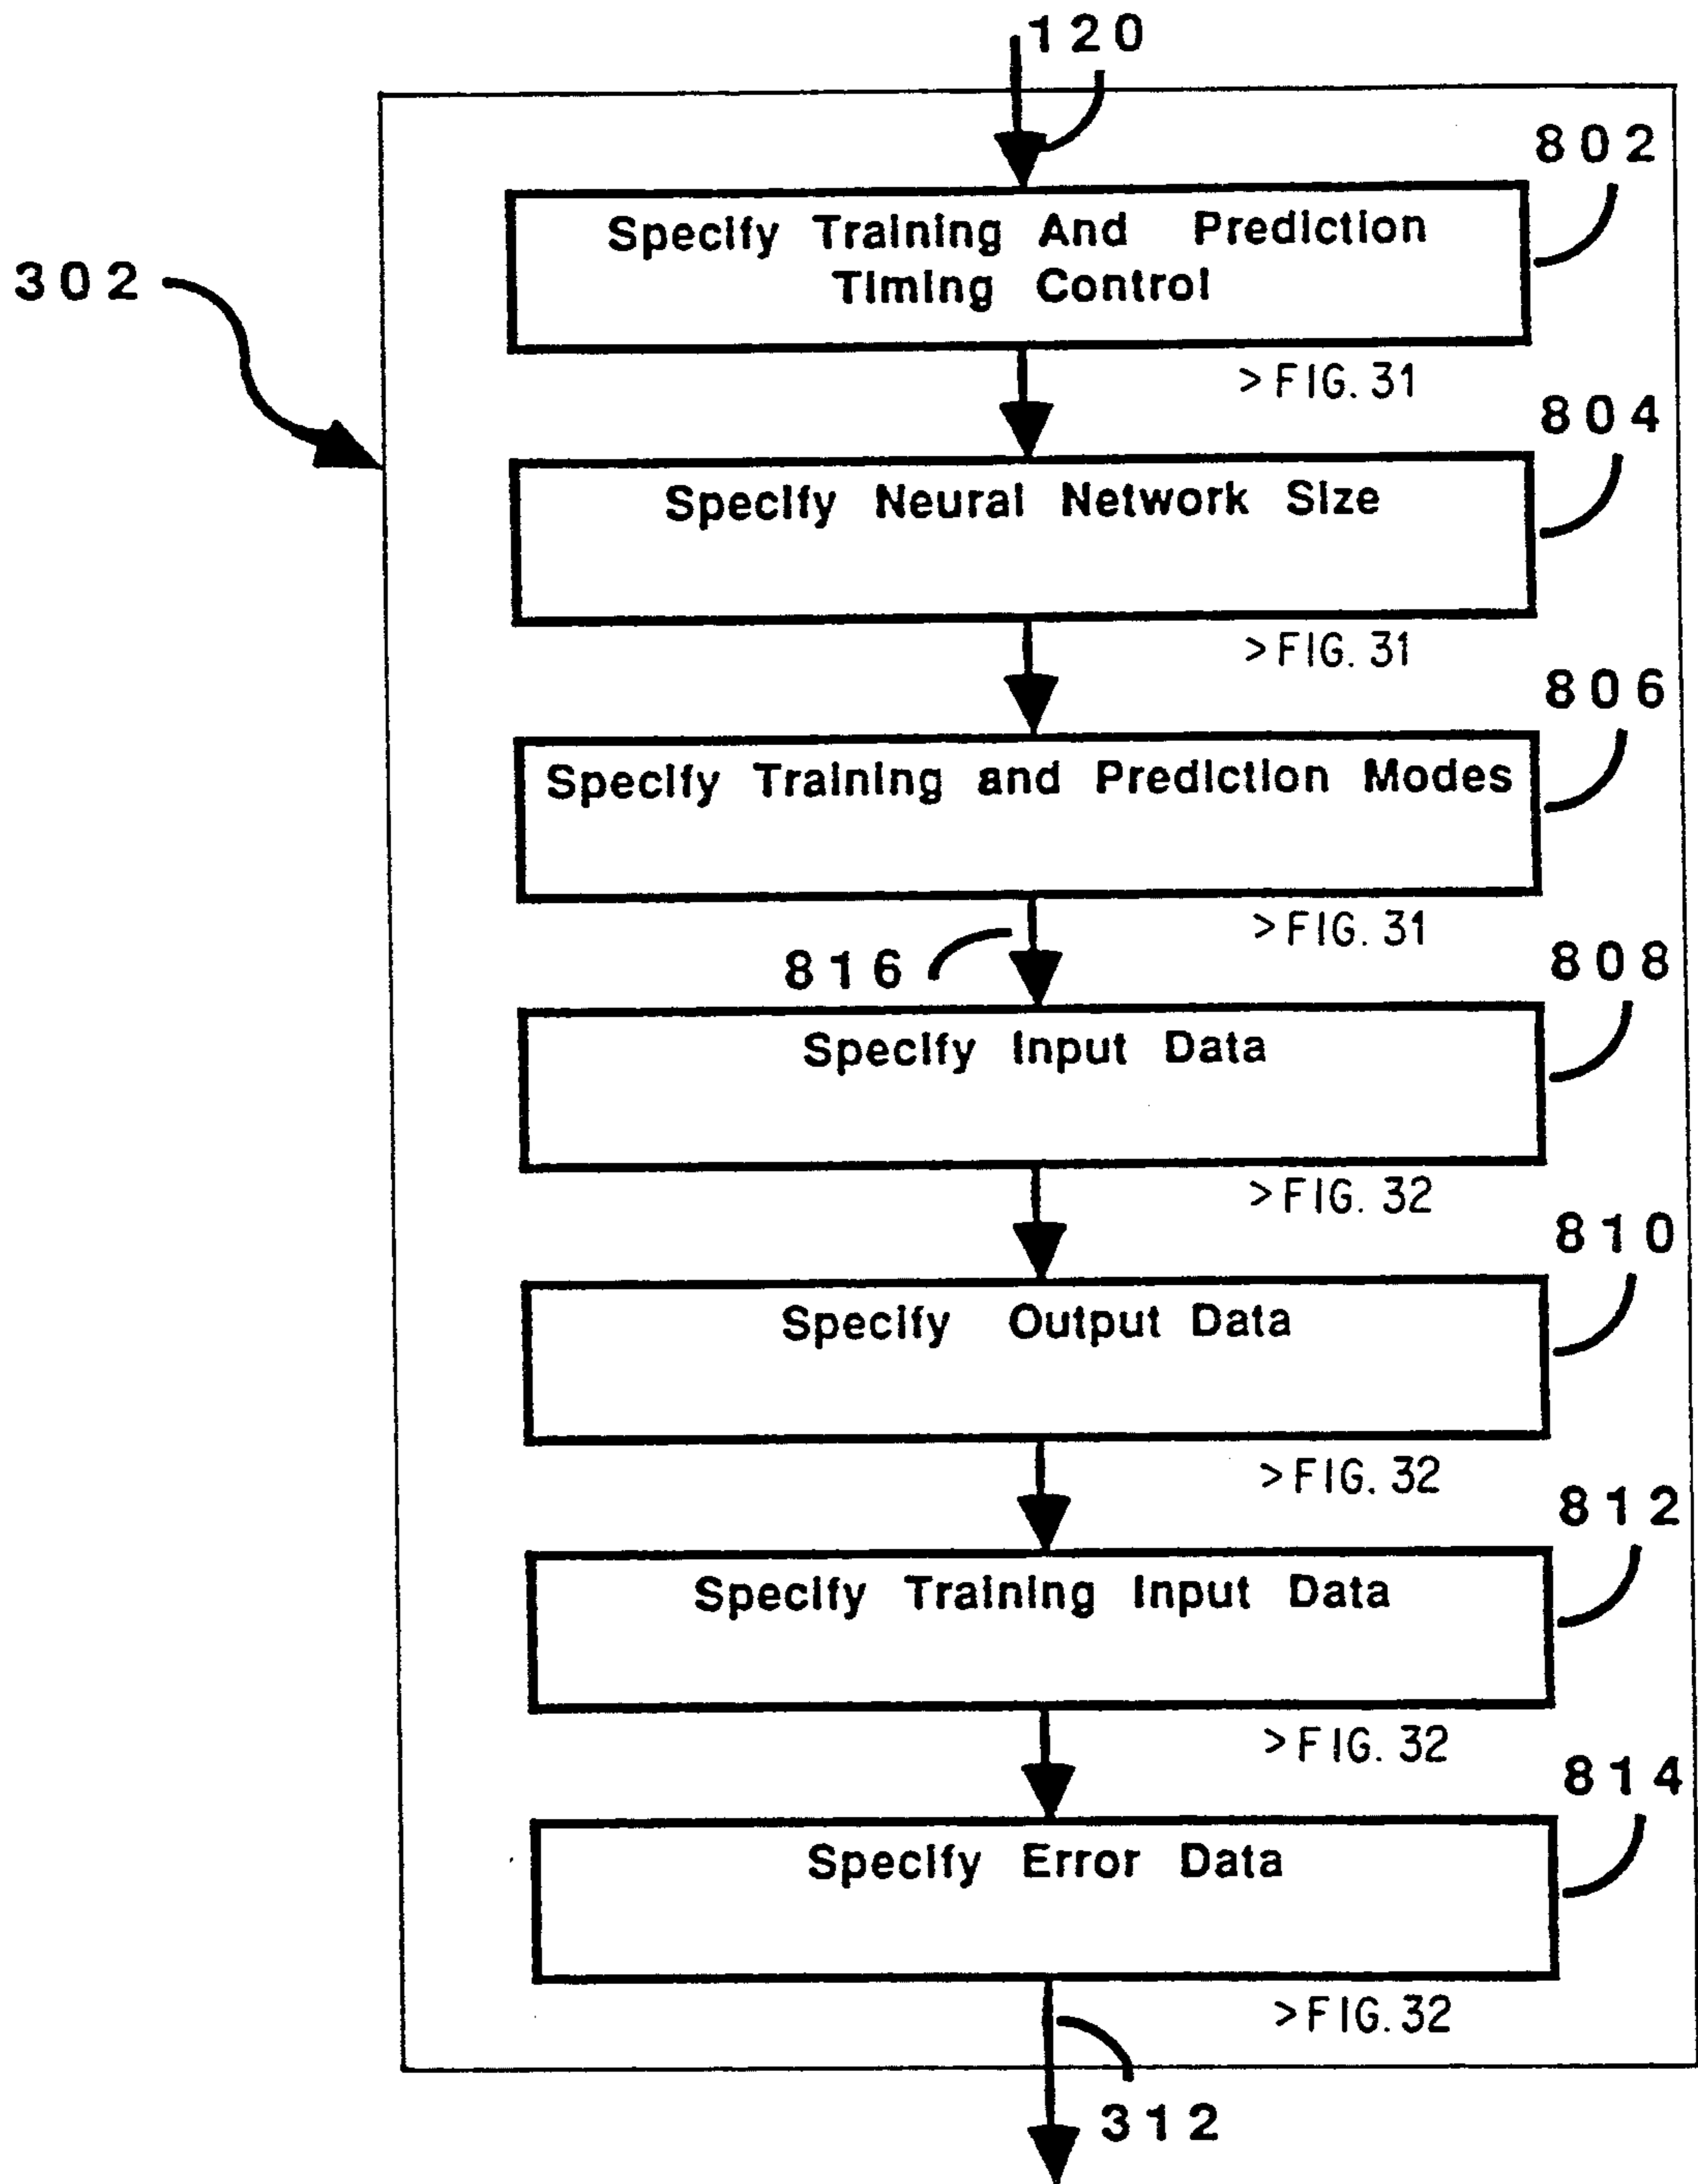 120
802
Specify Training And Prediction
Timing Control
302
> FIG. 31
804
Specify Neural Network Size
> FIG. 31
806
Specify Training and Prediction Modes
> FIG. 31
816
808
Specify Input Data
> FIG. 32
810
Specify Output Data
> FIG. 32
812
Specify Training Input Data
> FIG. 32
814
Specify Error Data
> FIG. 32
312